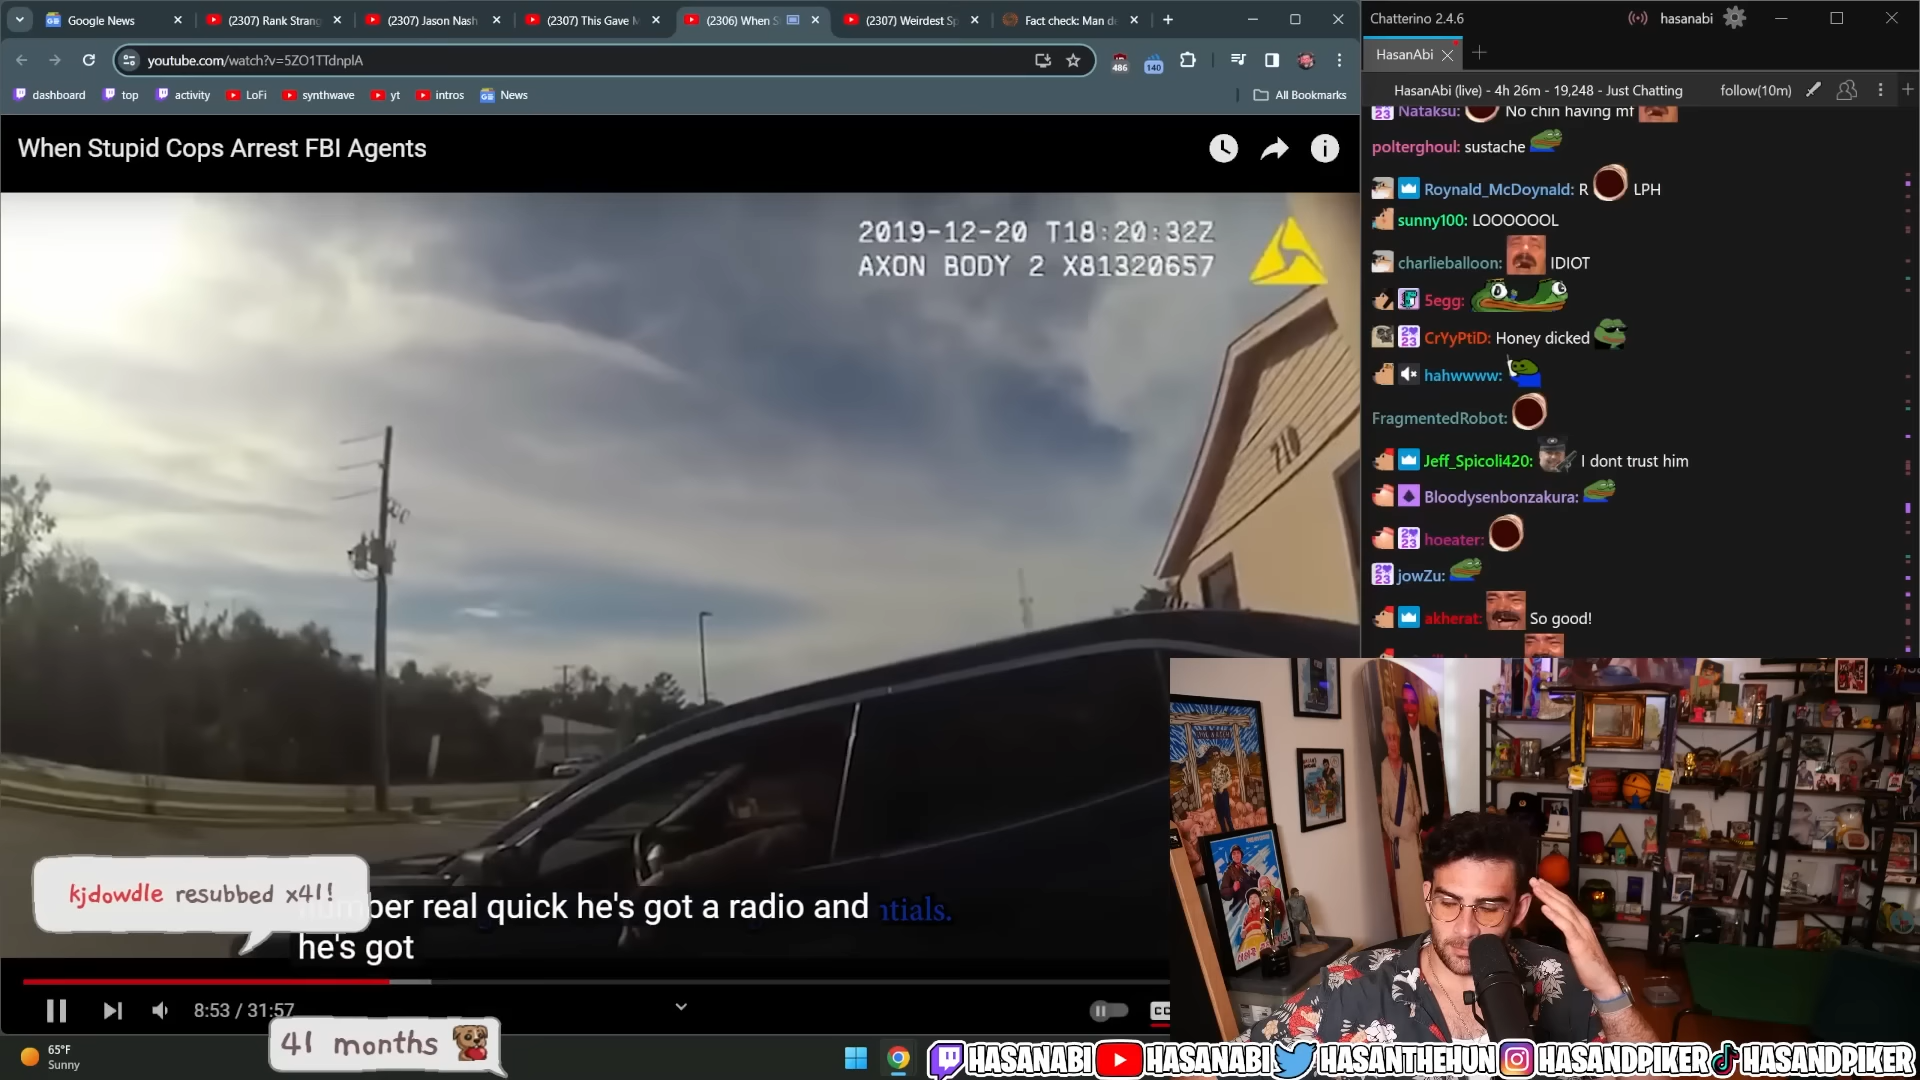 Google News
(2307) Rank Strang
(2307) Jason Nash
(2307) This Gave M
(2306) When S
(2307) Weirdest Sp
Fact check: Man d
youtube.com/watch?v=5ZO1TTdnplA
486
140
dashboard
top
activity
LoFi
synthwave
yt
intros
News
All Bookmarks
When Stupid Cops Arrest FBI Agents
2019-12-20 T18:20:32Z
AXON BODY 2 X81320657
710
kjdowdle resubbed x41!
ber real quick he's got a radio and
ntials.
he's got
8:53 / 31:57
41 months
65°F
Sunny
Chatterino 2.4.6
hasanabi
HasanAbi
HasanAbi (live) - 4h 26m - 19,248 - Just Chatting
follow(10m)
Nataksu: No chin having mf
polterghoul: sustache
Roynald_McDoynald: R LPH
sunny100: LOOOOOOL
charlieballoon: IDIOT
5egg:
CrYyPtiD: Honey dicked
hahwwww:
FragmentedRobot:
Jeff_Spicoli420: I dont trust him
Bloodysenbonzakura:
hoeater:
jowZu:
akherat: So good!
HASANABI
HASANABI
HASANTHEHUN
HASANDPIKER
HASANDPIKER